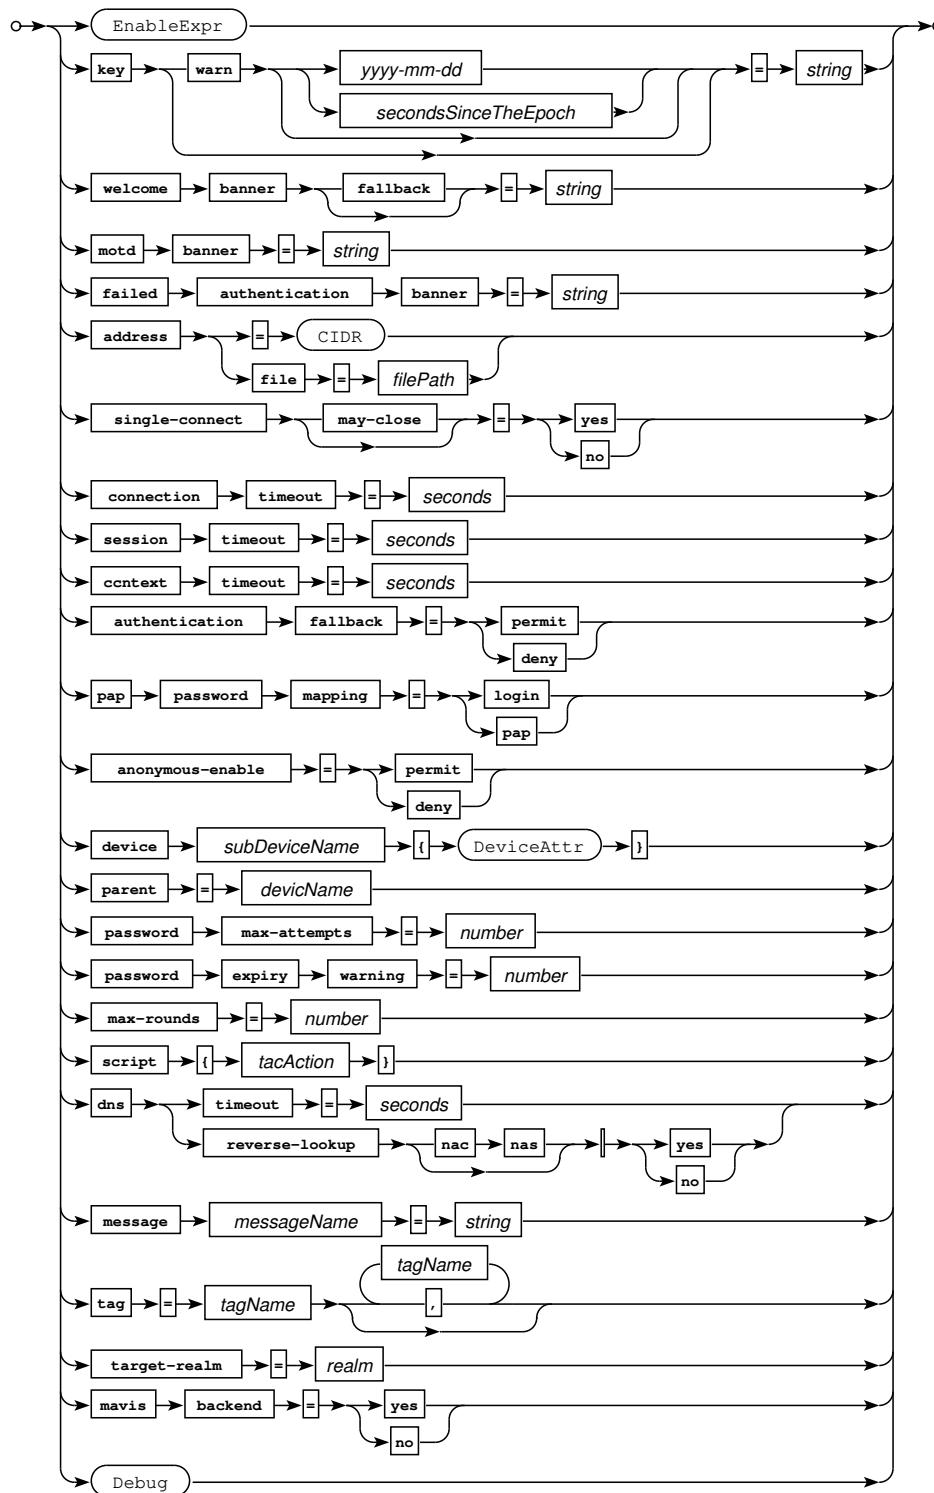 EnableExpr
key warn yyyy-mm-dd = string
secondsSinceTheEpoch
welcome banner fallback = string
motd banner = string
failed authentication banner = string
address = CIDR
file = filePath
single-connect may-close = yes
no
connection timeout = seconds
session timeout = seconds
ccntext timeout = seconds
authentication fallback = permit
deny
pap password mapping = login
pap
anonymous-enable = permit
deny
device subDeviceName { DeviceAttr }
parent = devicName
password max-attempts = number
password expiry warning = number
max-rounds = number
script { tacAction }
dns timeout = seconds
reverse-lookup nac nas yes
no
message messageName = string
tagName
tag = tagName ,
target-realm = realm
mavis backend = yes
no
Debug